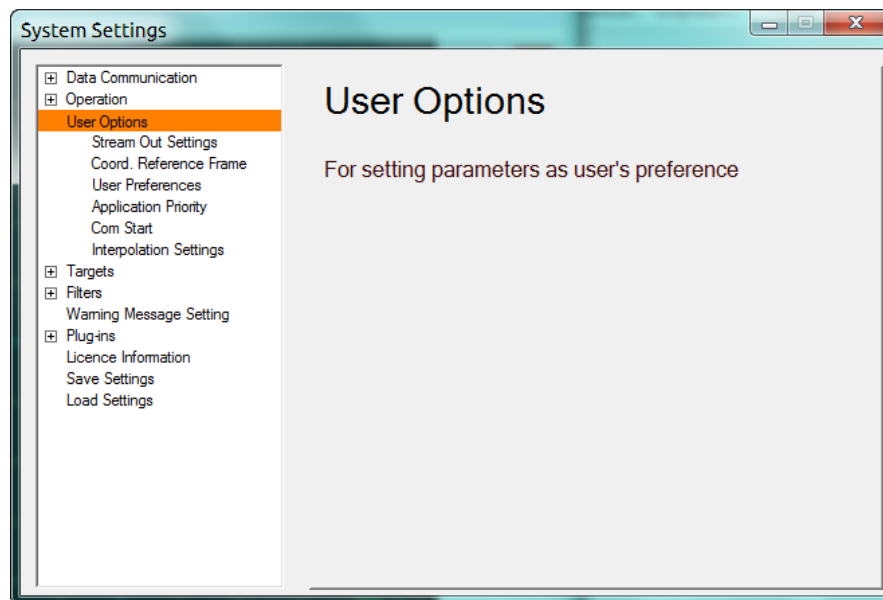 System Settings
Data Communication
Operation
User Options
Stream Out Settings
Coord. Reference Frame
User Preferences
Application Priority
Com Start
Interpolation Settings
Targets
Filters
Warning Message Setting
Plug-ins
Licence Information
Save Settings
Load Settings
User Options
For setting parameters as user's preference